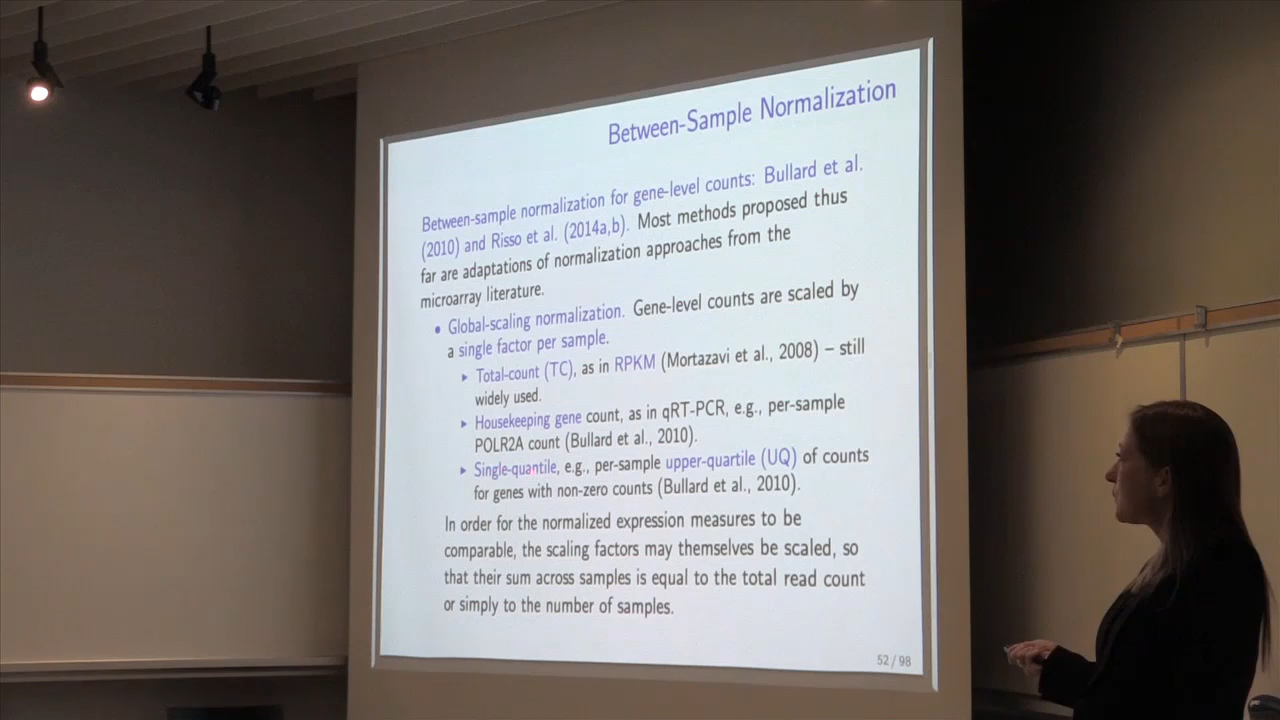 Between-Sample Normalization
Between-sample normalization for gene-level counts: Bullard et al.
(2010) and Risso et al. (2014a,b). Most methods proposed thus
far are adaptations of normalization approaches from the
microarray literature.
• Global-scaling normalization. Gene-level counts are scaled by
a single factor per sample.
▸ Total-count (TC), as in RPKM (Mortazavi et al., 2008) – still
widely used.
▸ Housekeeping gene count, as in qRT-PCR, e.g., per-sample
POLR2A count (Bullard et al., 2010).
▸ Single-quantile, e.g., per-sample upper-quartile (UQ) of counts
for genes with non-zero counts (Bullard et al., 2010).
In order for the normalized expression measures to be
comparable, the scaling factors may themselves be scaled, so
that their sum across samples is equal to the total read count
or simply to the number of samples.
52 / 98